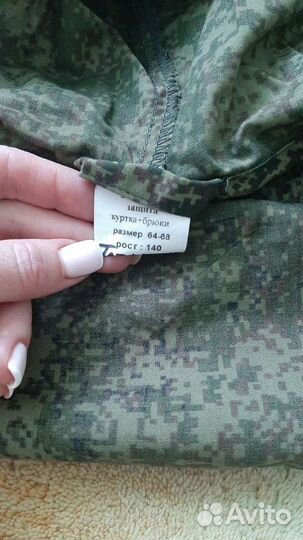 защита
куртка+брюки
размер 64-68
рост : 140
Avito